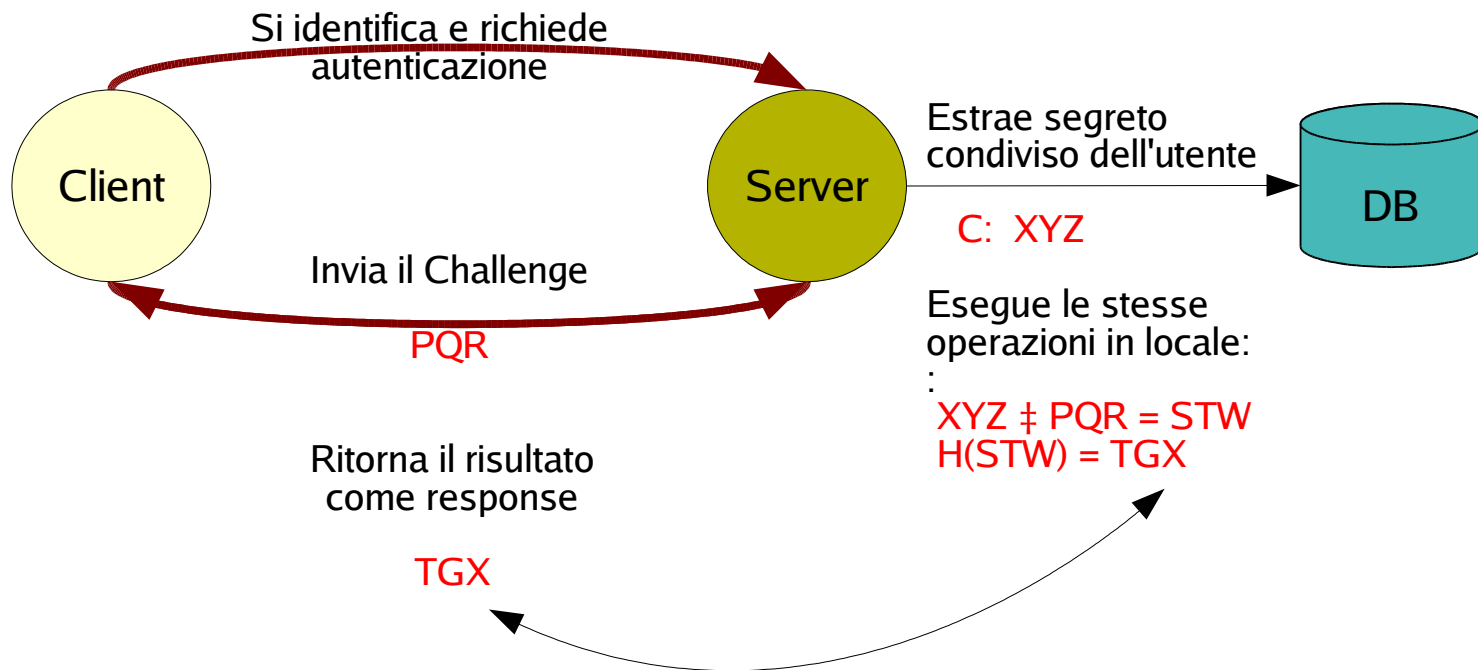 Si identifica e richiede
autenticazione
Client
Server
Estrae segreto
condiviso dell'utente
DB
C: XYZ
Invia il Challenge
PQR
Esegue le stesse
operazioni in locale:
:
XYZ ‡ PQR = STW
H(STW) = TGX
Ritorna il risultato
come response
TGX